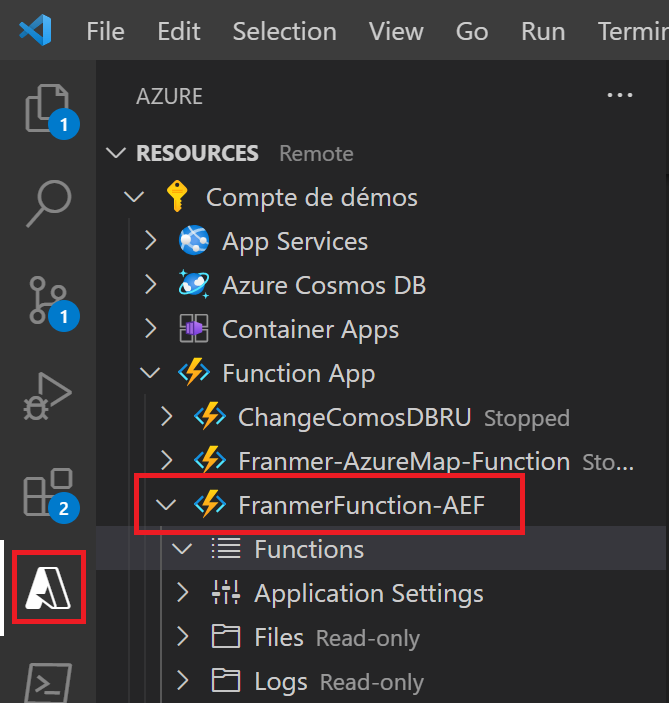 File Edit Selection View Go Run Termin
AZURE
1
RESOURCES Remote
Compte de démos
App Services
Azure Cosmos DB
1
Container Apps
Function App
ChangeComosDBRU Stopped
Franmer-AzureMap-Function Sto...
2
FranmerFunction-AEF
Functions
Application Settings
Files Read-only
Logs Read-only